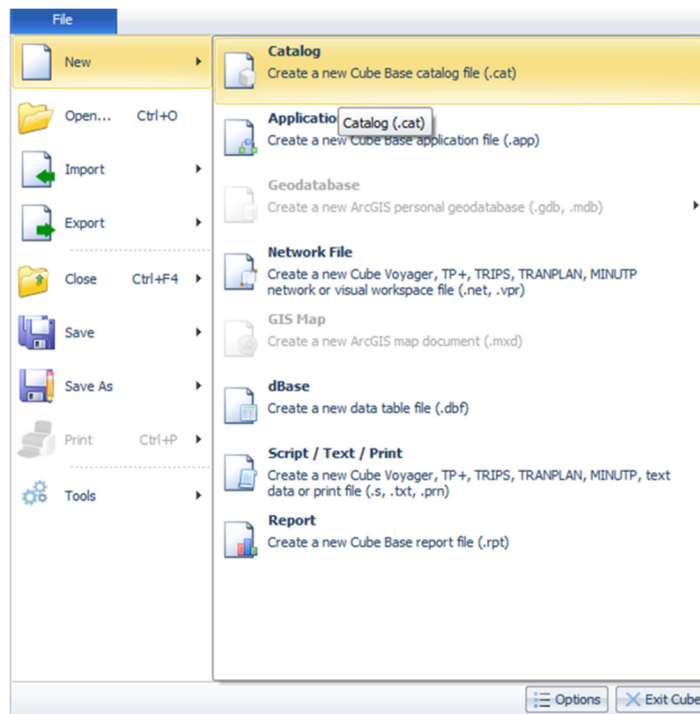 File
New
Open... Ctrl+O
Import
Export
Close Ctrl+F4
Save
Save As
Print Ctrl+P
Tools
Catalog
Create a new Cube Base catalog file (.cat)
Applicatio
Catalog (.cat)
Create a new Cube Base application file (.app)
Geodatabase
Create a new ArcGIS personal geodatabase (.gdb, .mdb)
Network File
Create a new Cube Voyager, TP+, TRIPS, TRANPLAN, MINUTP
network or visual workspace file (.net, .vpr)
GIS Map
Create a new ArcGIS map document (.mxd)
dBase
Create a new data table file (.dbf)
Script / Text / Print
Create a new Cube Voyager, TP+, TRIPS, TRANPLAN, MINUTP, text
data or print file (.s, .txt, .prn)
Report
Create a new Cube Base report file (.rpt)
Options
Exit Cube